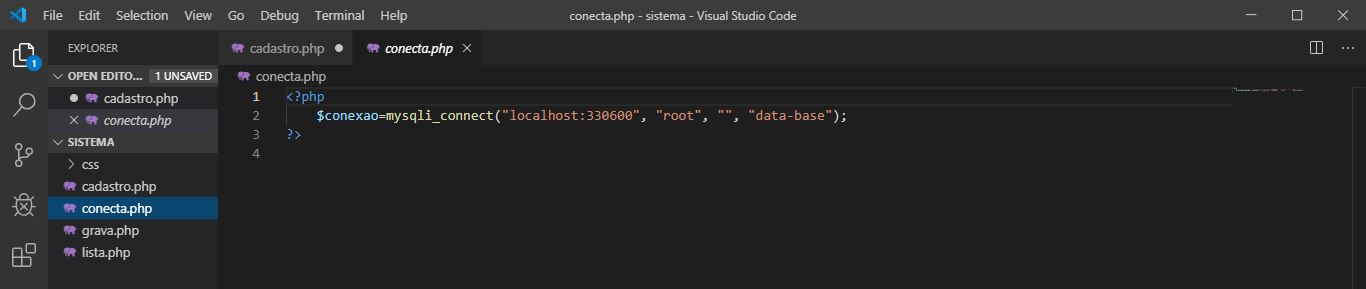 File Edit Selection View Go Debug Terminal Help conecta.php - sistema - Visual Studio Code
EXPLORER
1
OPEN EDITO... 1 UNSAVED
cadastro.php
conecta.php
SISTEMA
css
cadastro.php
conecta.php
grava.php
lista.php
cadastro.php conecta.php
conecta.php
1 <?php
2 $conexao=mysqli_connect("localhost:330600", "root", "", "data-base");
3 ?>
4